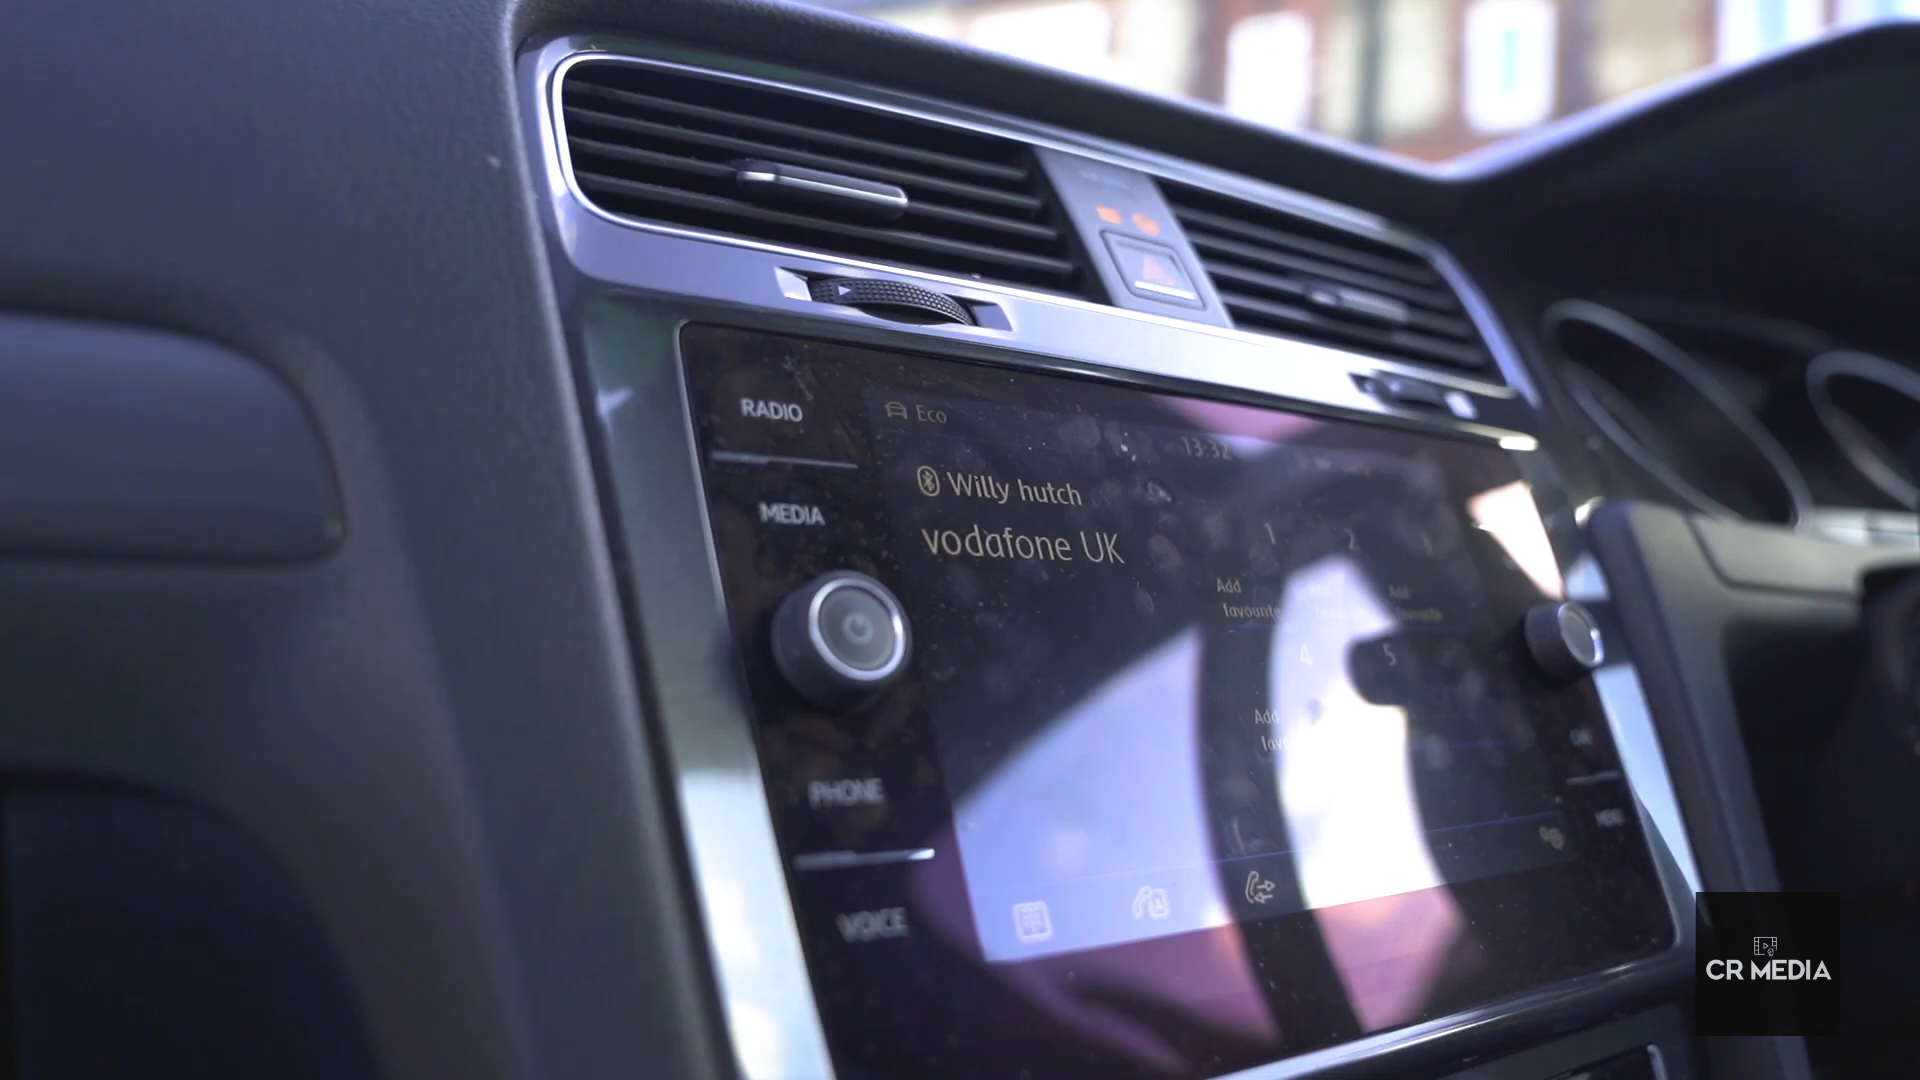 RADIO
Eco
13:32
MEDIA
Willy hutch
vodafone UK
1
2
Add
favourite
Add
4
5
Add
PHONE
VOICE
MENU
CR MEDIA